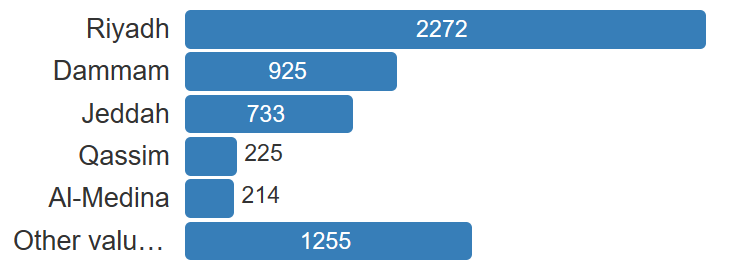 Riyadh 2272
Dammam 925
Jeddah 733
Qassim 225
Al-Medina 214
Other valu… 1255